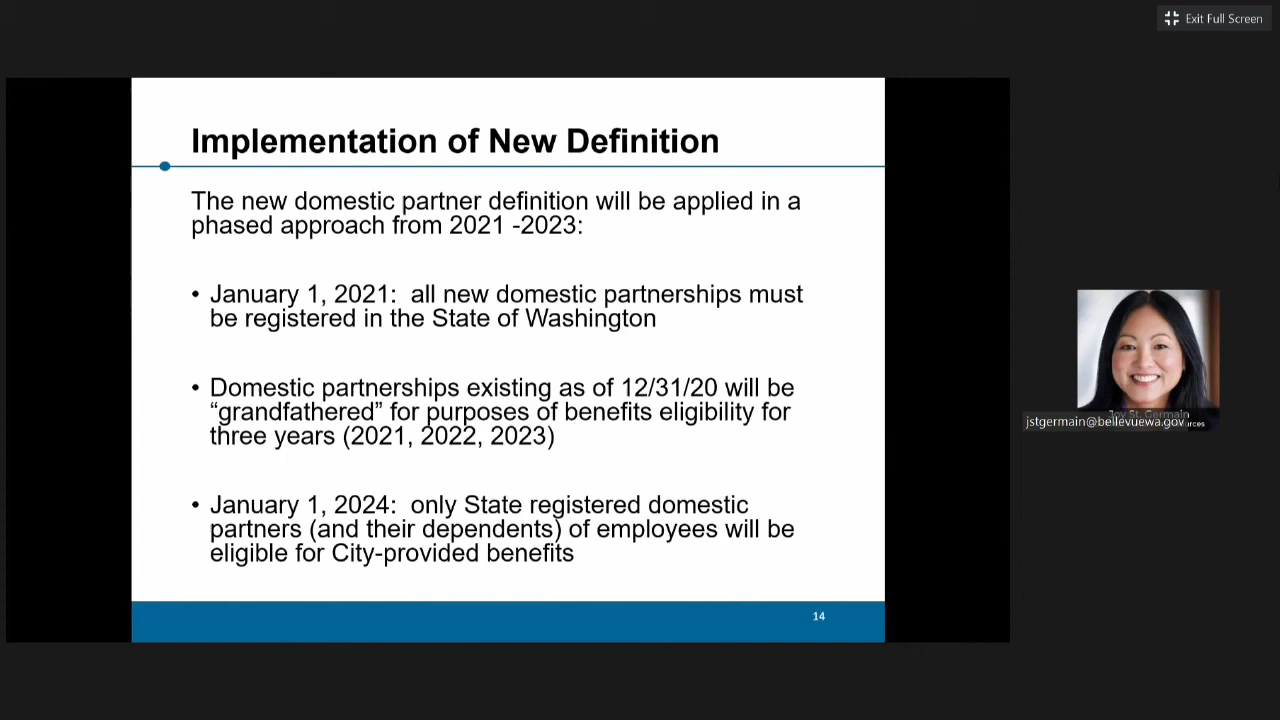 Exit Full Screen
Implementation of New Definition
The new domestic partner definition will be applied in a
phased approach from 2021 -2023:
• January 1, 2021:  all new domestic partnerships must
be registered in the State of Washington
• Domestic partnerships existing as of 12/31/20 will be
“grandfathered” for purposes of benefits eligibility for
three years (2021, 2022, 2023)
• January 1, 2024:  only State registered domestic
partners (and their dependents) of employees will be
eligible for City-provided benefits
14
Joy St. Germain
jstgermain@bellevuewa.gov